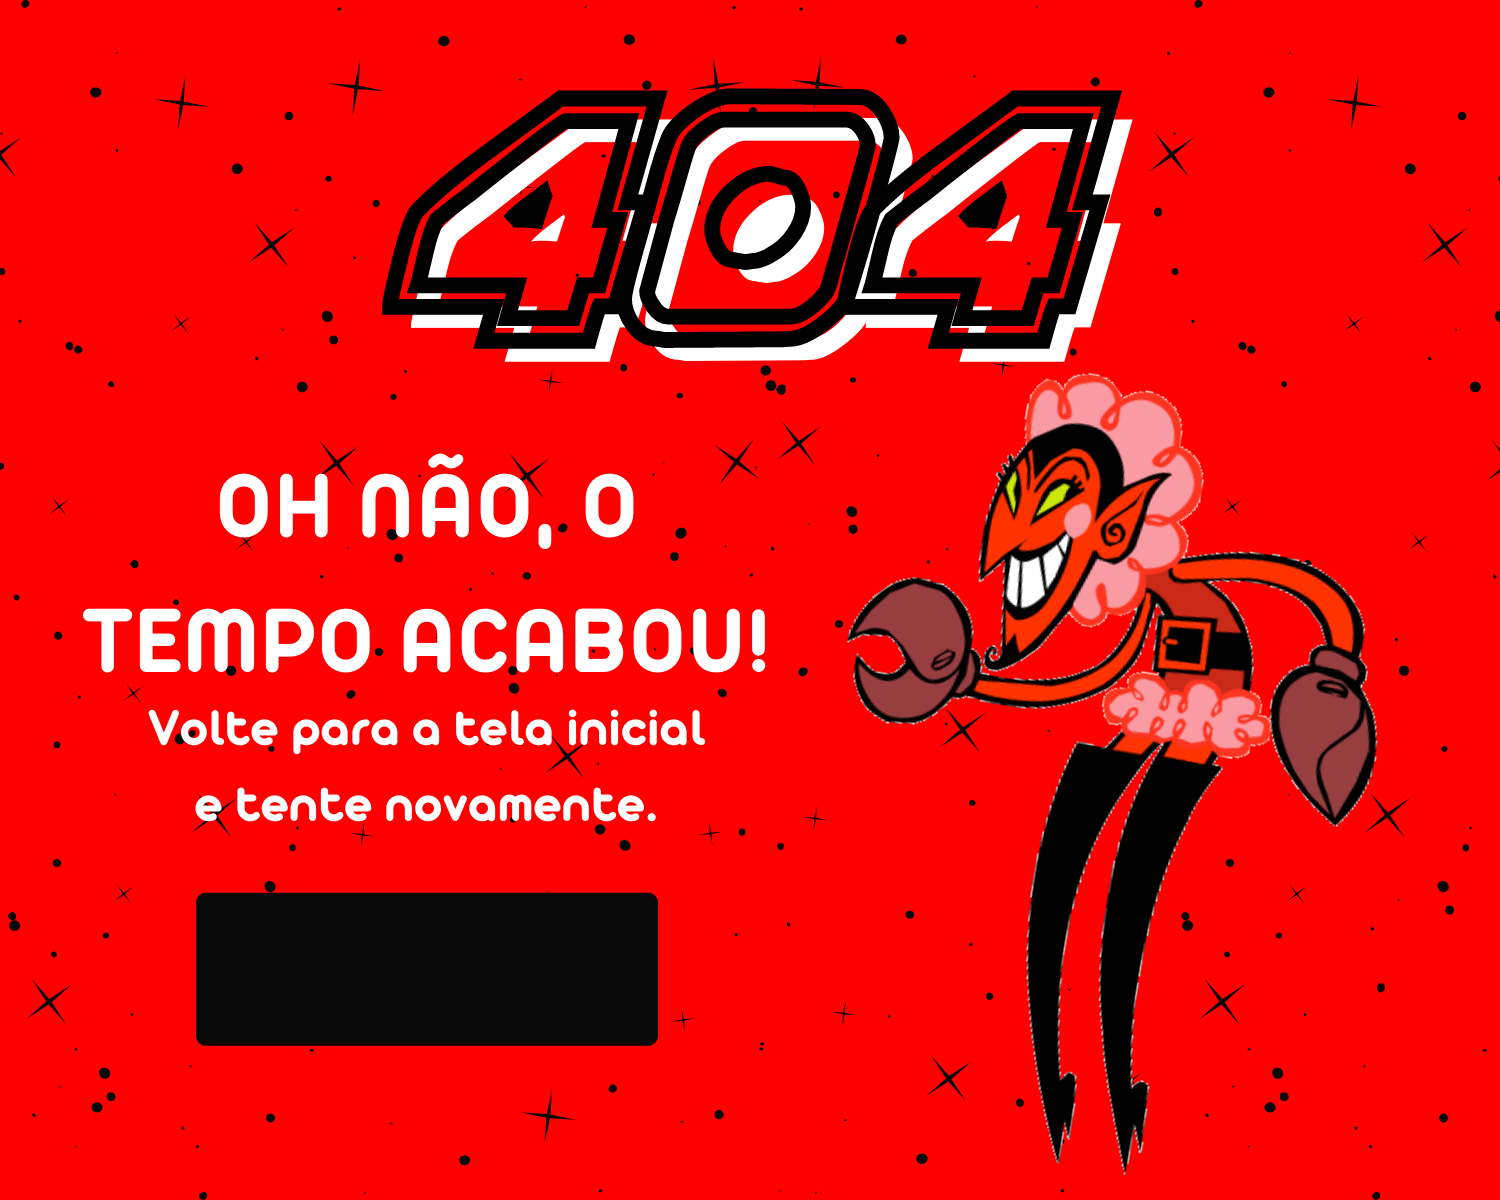 404
OH NÃO, O
TEMPO ACABOU!
Volte para a tela inicial
e tente novamente.